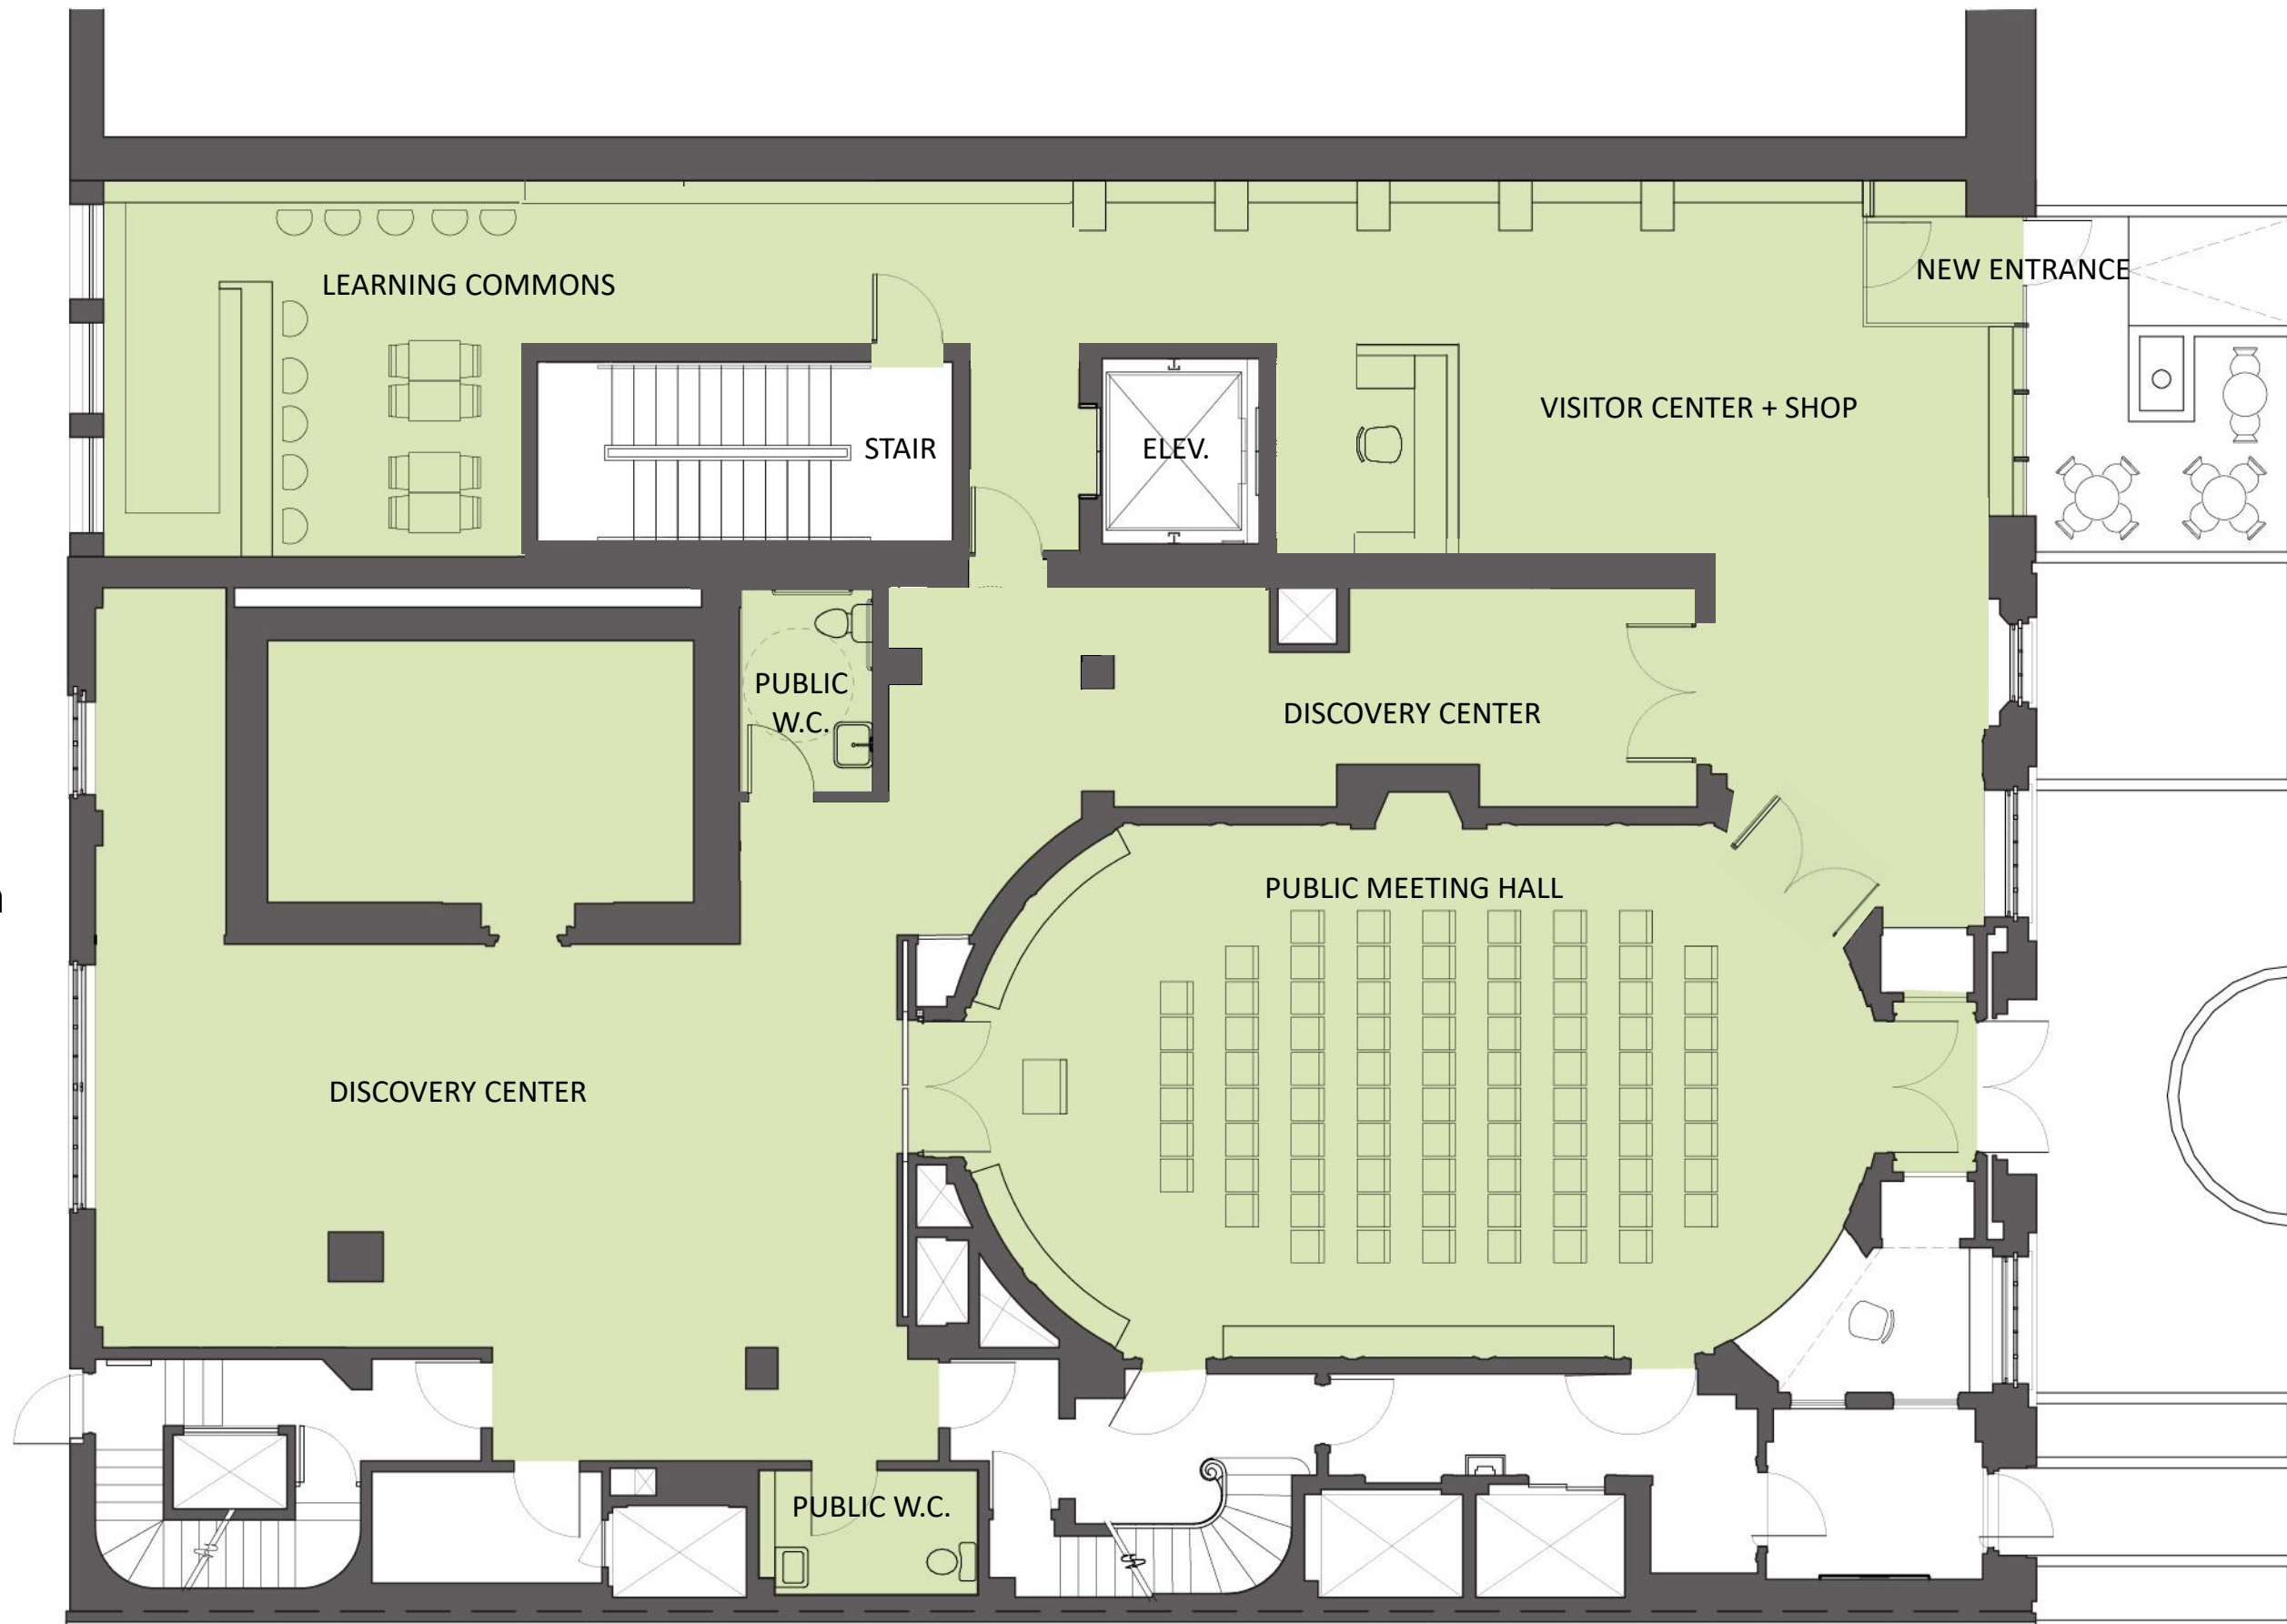 LEARNING COMMONS
NEW ENTRANCE
VISITOR CENTER + SHOP
STAIR
ELEV.
PUBLIC
W.C.
DISCOVERY CENTER
PUBLIC MEETING HALL
DISCOVERY CENTER
PUBLIC W.C.